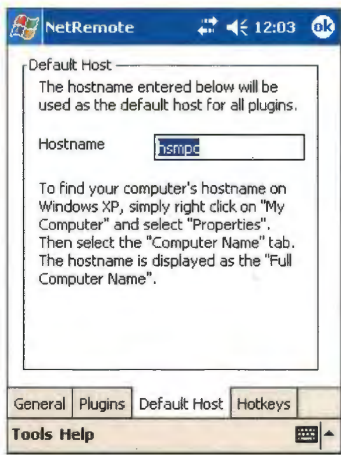 NetRemote 12:03 ok
Default Host
The hostname entered below will be
used as the default host for all plugins.
Hostname hsmpc
To find your computer's hostname on
Windows XP, simply right click on "My
Computer" and select "Properties".
Then select the "Computer Name" tab.
The hostname is displayed as the "Full
Computer Name".
General Plugins Default Host Hotkeys
Tools Help